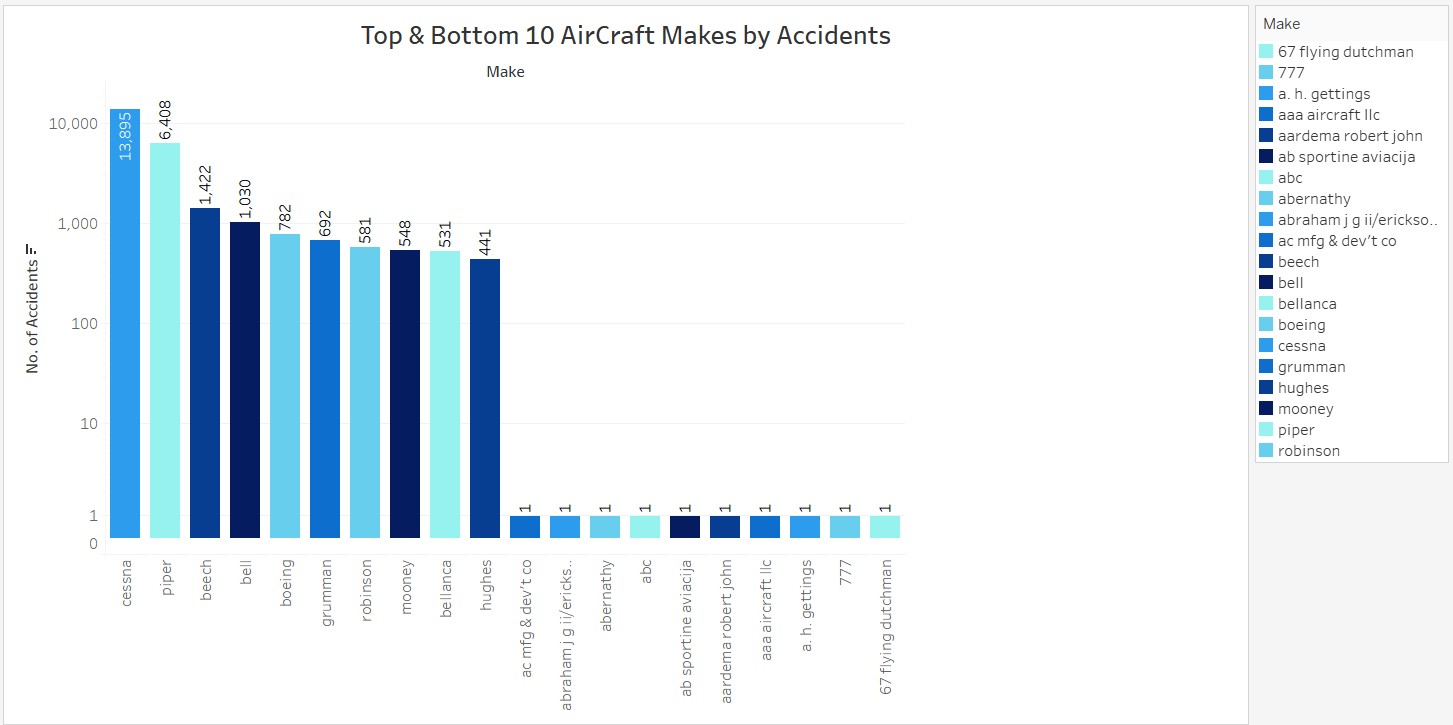 Top & Bottom 10 AirCraft Makes by Accidents
Make
No. of Accidents
10,000
1,000
100
10
1
0
13,895
6,408
1,422
1,030
782
692
581
548
531
441
1
1
1
1
1
1
1
1
1
1
cessna
piper
beech
bell
boeing
grumman
robinson
mooney
bellanca
hughes
ac mfg & dev't co
abraham j g ii/ericks..
abernathy
abc
ab sportine aviacija
aardema robert john
aaa aircraft llc
a. h. gettings
777
67 flying dutchman
Make
67 flying dutchman
777
a. h. gettings
aaa aircraft llc
aardema robert john
ab sportine aviacija
abc
abernathy
abraham j g ii/erickso..
ac mfg & dev't co
beech
bell
bellanca
boeing
cessna
grumman
hughes
mooney
piper
robinson